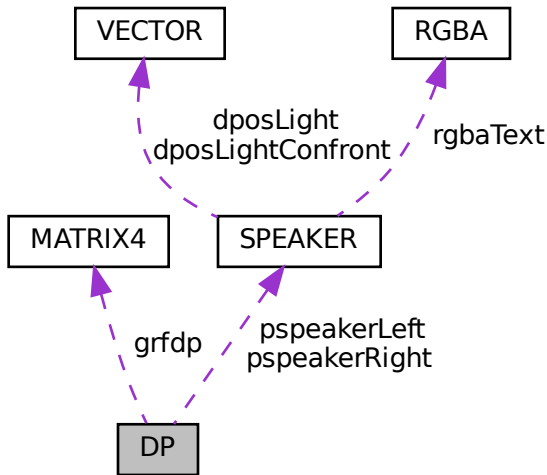 VECTOR
RGBA
dposLight
dposLightConfront
rgbaText
MATRIX4
SPEAKER
grfdp
pspeakerLeft
pspeakerRight
DP